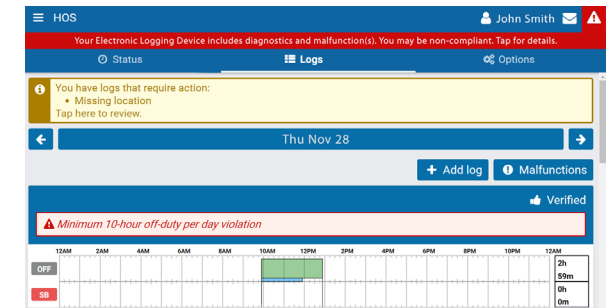 HOS
John Smith
Your Electronic Logging Device includes diagnostics and malfunction(s). You may be non-compliant. Tap for details.
Status
Logs
Options
You have logs that require action:
• Missing location
Tap here to review.
Thu Nov 28
+ Add log
Malfunctions
Verified
Minimum 10-hour off-duty per day violation
12AM 2AM 4AM 6AM 8AM 10AM 12PM 2PM 4PM 6PM 8PM 10PM 12AM
OFF
2h
59m
SB
0h
0m